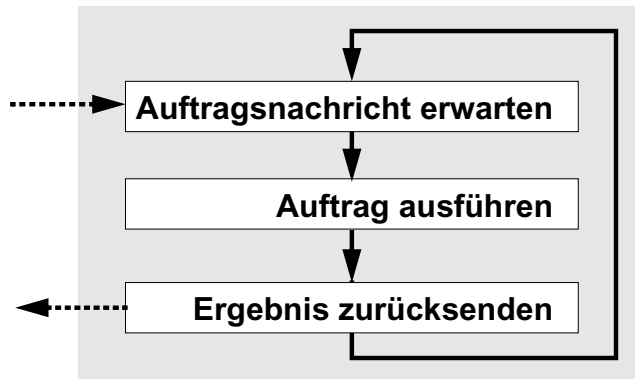 Auftragsnachricht erwarten
Auftrag ausführen
Ergebnis zurücksenden